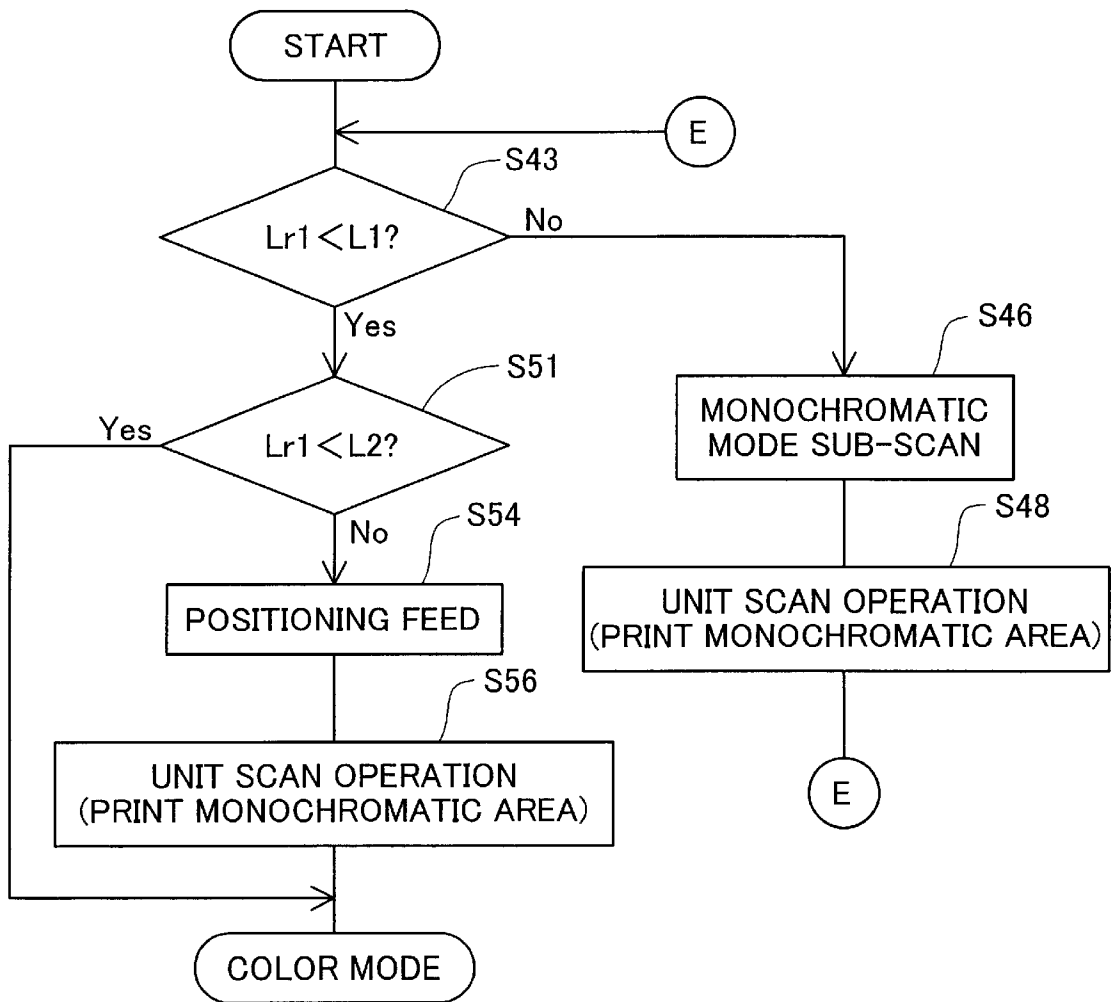 START
E
S43
Lr1<L1?
No
Yes
S46
S51
MONOCHROMATIC
MODE SUB-SCAN
Yes
Lr1<L2?
No
S54
S48
POSITIONING FEED
UNIT SCAN OPERATION
(PRINT MONOCHROMATIC AREA)
S56
UNIT SCAN OPERATION
(PRINT MONOCHROMATIC AREA)
E
COLOR MODE